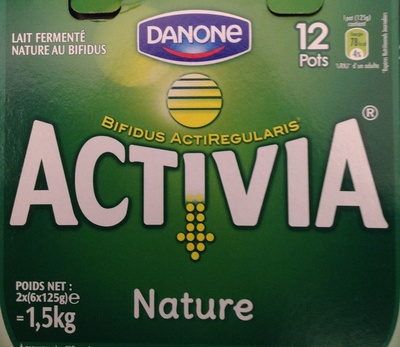 LAIT FERMENTÉ
NATURE AU BIFIDUS
DANONE
12
Pots
BIFIDUS ACTIREGULARIS
ACTIVIA
®
POIDS NET :
2x(6x125g)e
=1,5kg
Nature